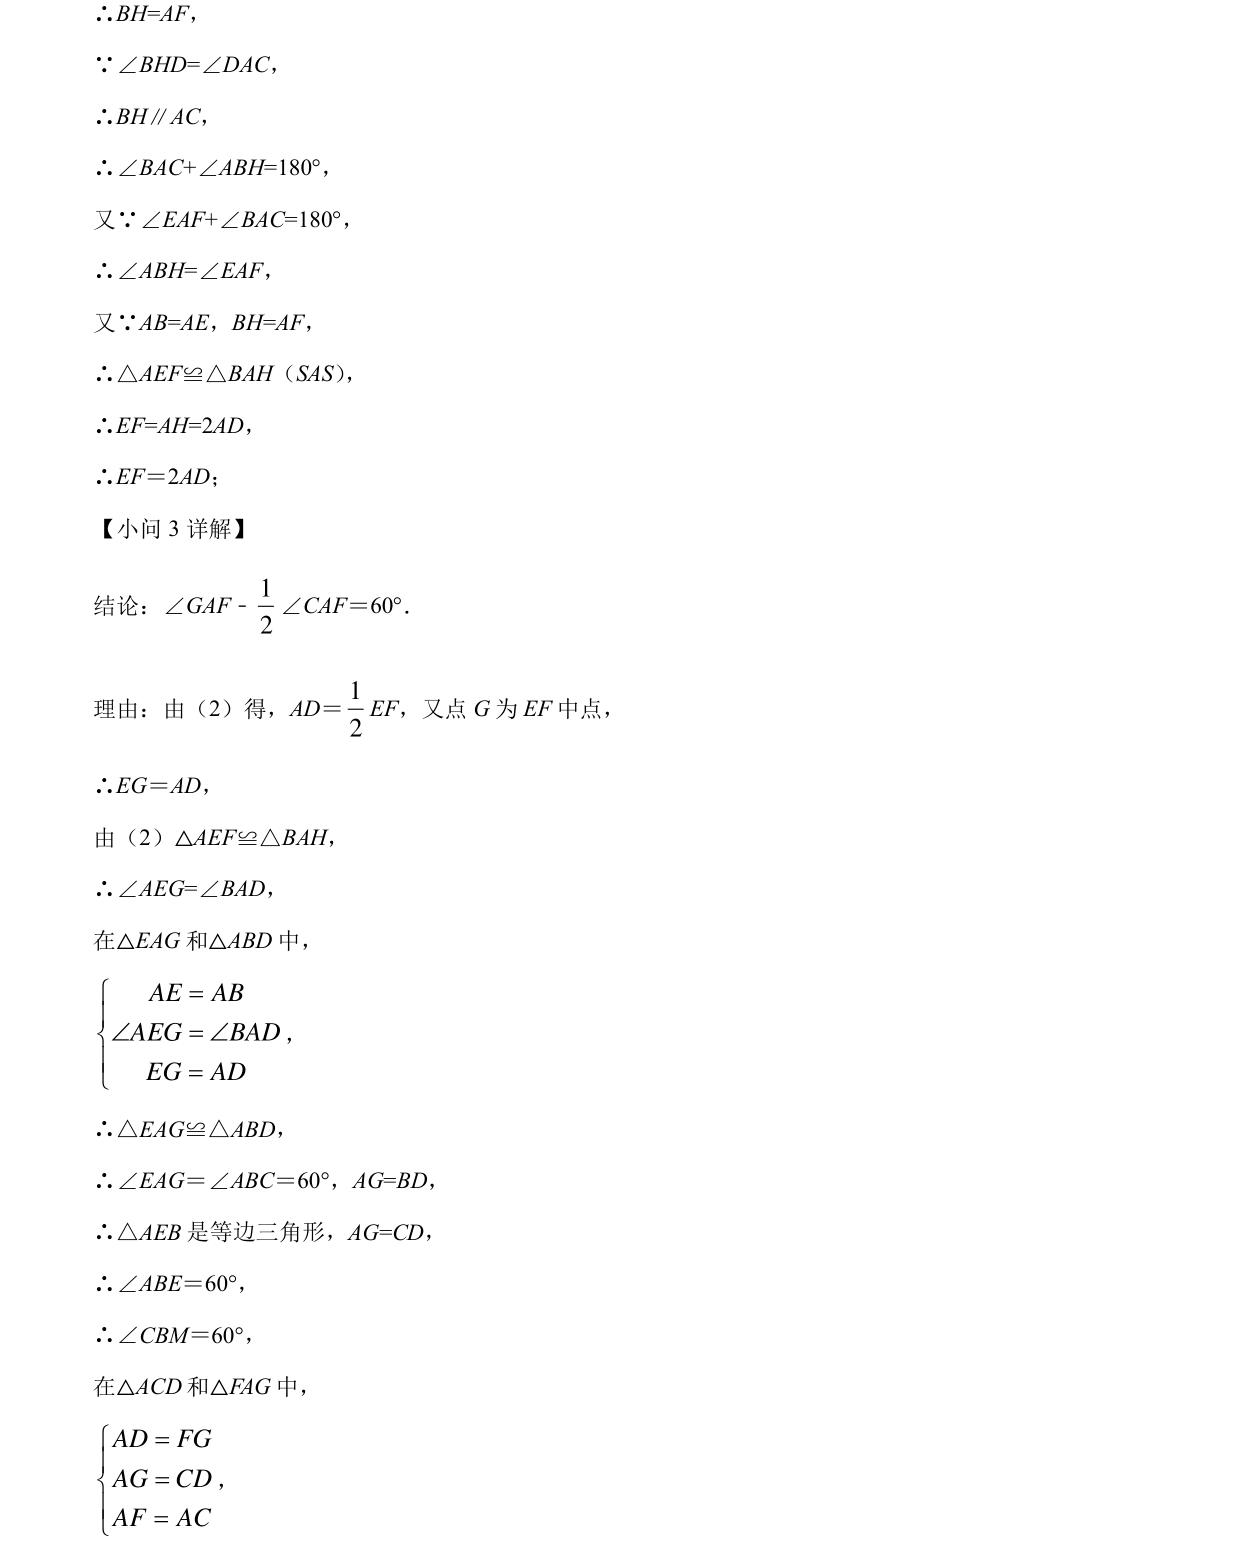 ∴BH=AF,
∵∠BHD=∠DAC,
∴BH∥AC,
∴∠BAC+∠ABH=180°,
又∵∠EAF+∠BAC=180°,
∴∠ABH=∠EAF,
又∵AB=AE，BH=AF,
∴△AEF≌△BAH（SAS）,
∴EF=AH=2AD,
∴EF＝2AD;
【小问 3 详解】
结论：∠GAF﹣\frac{1}{2}∠CAF＝60°.
理由：由（2）得，AD＝\frac{1}{2}EF，又点 G 为 EF 中点,
∴EG＝AD,
由（2）△AEF≌△BAH,
∴∠AEG=∠BAD,
在△EAG 和△ABD 中,
AE = AB
∠AEG = ∠BAD ,
EG = AD
∴△EAG≌△ABD,
∴∠EAG＝∠ABC＝60°，AG=BD,
∴△AEB 是等边三角形，AG=CD,
∴∠ABE＝60°,
∴∠CBM＝60°,
在△ACD 和△FAG 中,
AD = FG
AG = CD ,
AF = AC